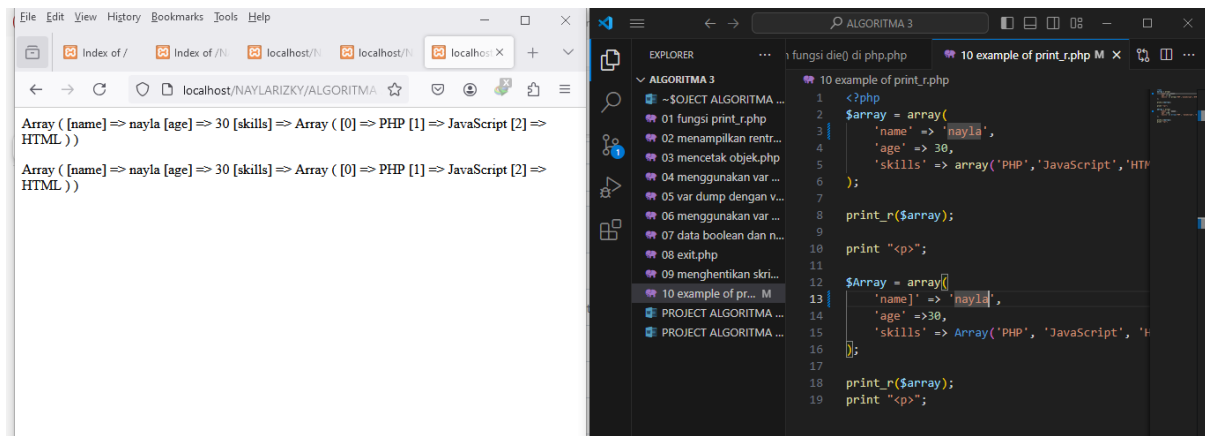 File Edit View History Bookmarks Tools Help
Index of / Index of /N localhost/N localhost/N localhost
localhost/NAYLARIZKY/ALGORITMA
Array ( [name] => nayla [age] => 30 [skills] => Array ( [0] => PHP [1] => JavaScript [2] =>
HTML ) )
Array ( [name] => nayla [age] => 30 [skills] => Array ( [0] => PHP [1] => JavaScript [2] =>
HTML ) )
ALGORITMA 3
EXPLORER
ALGORITMA 3
~$OJECT ALGORITMA ...
01 fungsi print_r.php
02 menampilkan rentr...
03 mencetak objek.php
04 menggunakan var ...
05 var dump dengan v...
06 menggunakan var ...
07 data boolean dan n...
08 exit.php
09 menghentikan skri...
10 example of pr... M
PROJECT ALGORITMA ...
PROJECT ALGORITMA ...
1
fungsi die() di php.php 10 example of print_r.php M
10 example of print_r.php
1 <?php
2 $array = array(
3 'name' => 'nayla',
4 'age' => 30,
5 'skills' => array('PHP','JavaScript','HTM
6 );
7
8 print_r($array);
9
10 print "<p>";
11
12 $Array = array(
13 'name]' => 'nayla',
14 'age' =>30,
15 'skills' => Array('PHP', 'JavaScript', 'H
16 );
17
18 print_r($array);
19 print "<p>";